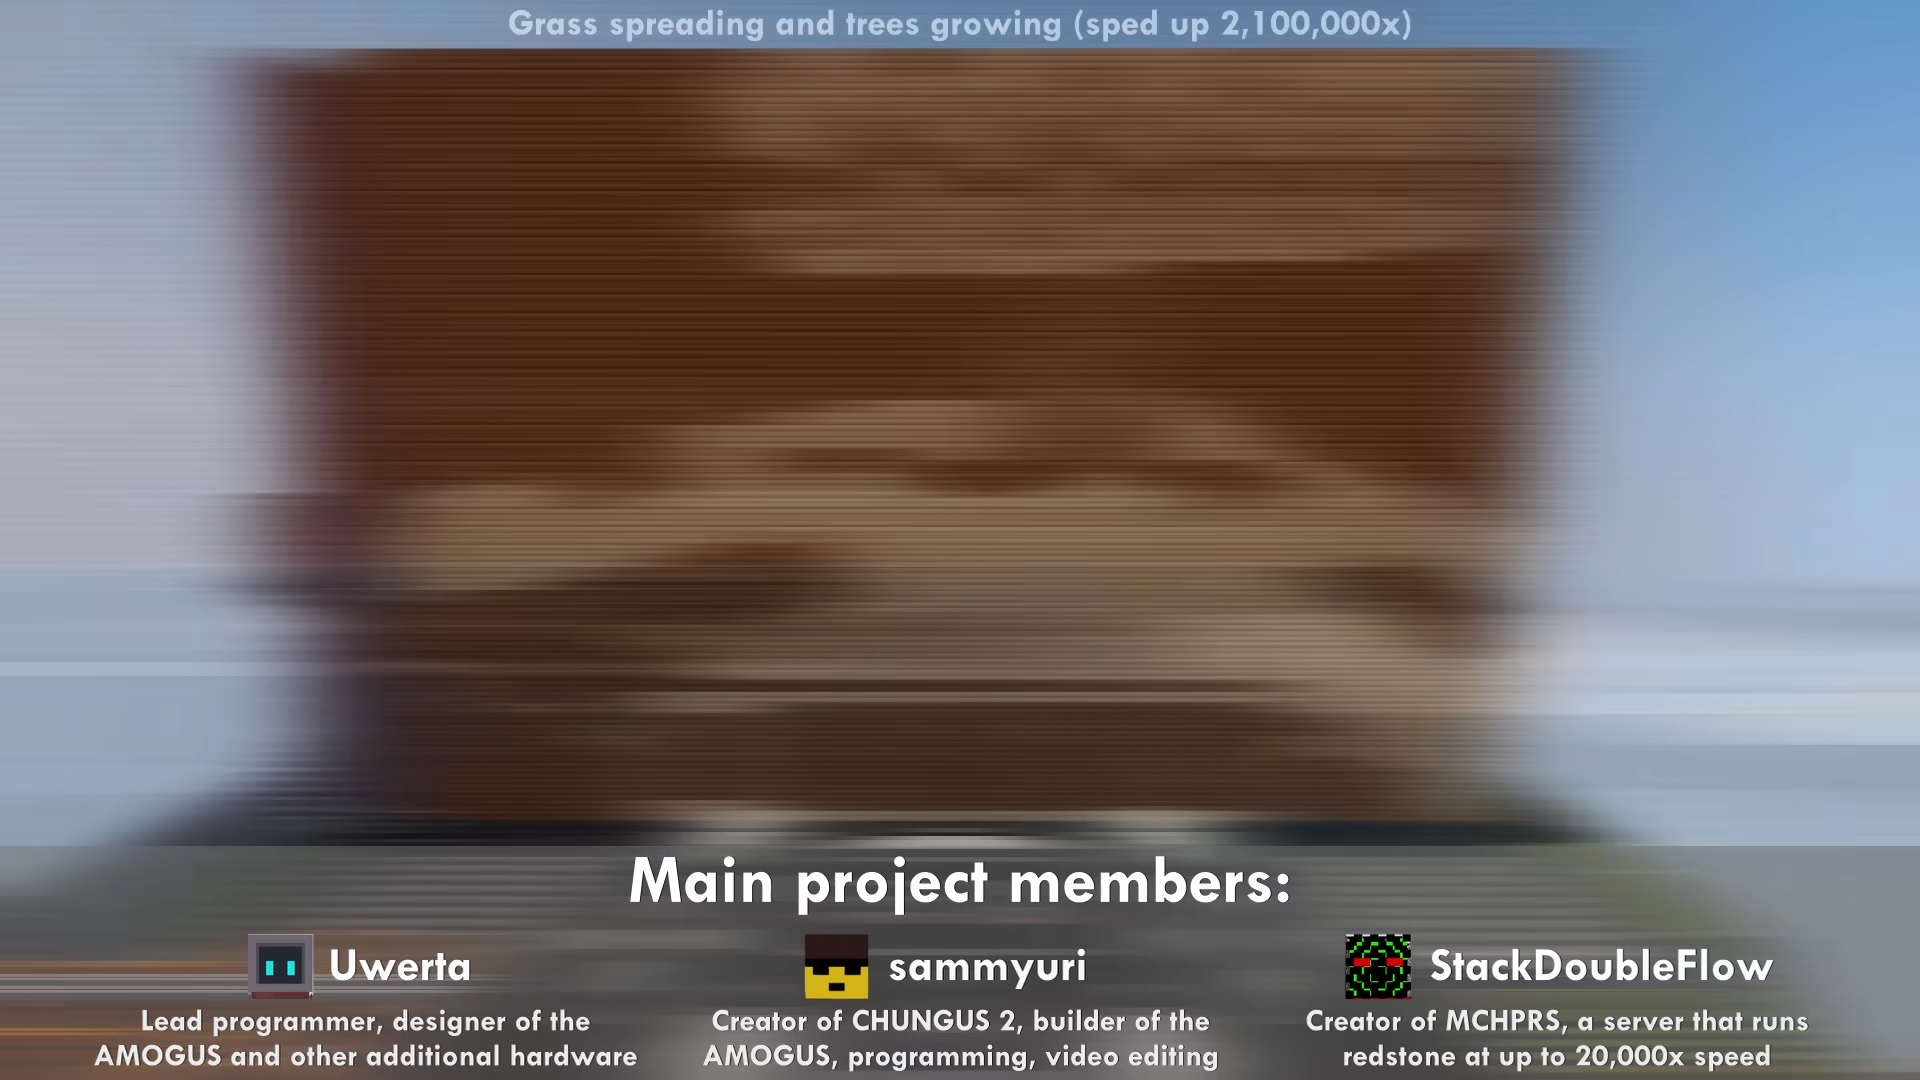 Grass spreading and trees growing (sped up 2,100,000x)
Main project members:
Uwerta
Lead programmer, designer of the
AMOGUS and other additional hardware
sammyuri
Creator of CHUNGUS 2, builder of the
AMOGUS, programming, video editing
StackDoubleFlow
Creator of MCHPRS, a server that runs
redstone at up to 20,000x speed